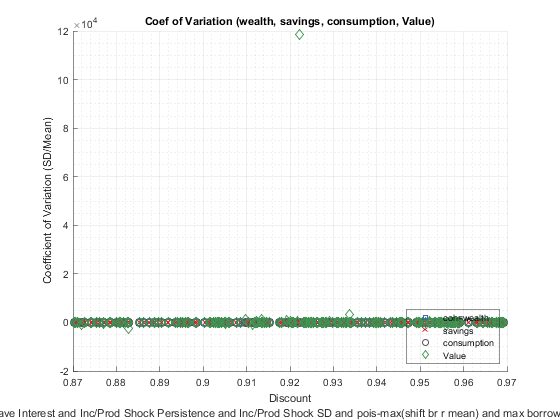 Coef of Variation (wealth, savings, consumption, Value)
×10⁴
12
10
8
6
4
2
0
-2
Coefficient of Variation (SD/Mean)
0.87 0.88 0.89 0.9 0.91 0.92 0.93 0.94 0.95 0.96 0.97
Discount
savings
consumption
Value
ave Interest and Inc/Prod Shock Persistence and Inc/Prod Shock SD and pois-max(shift br r mean) and max borrow